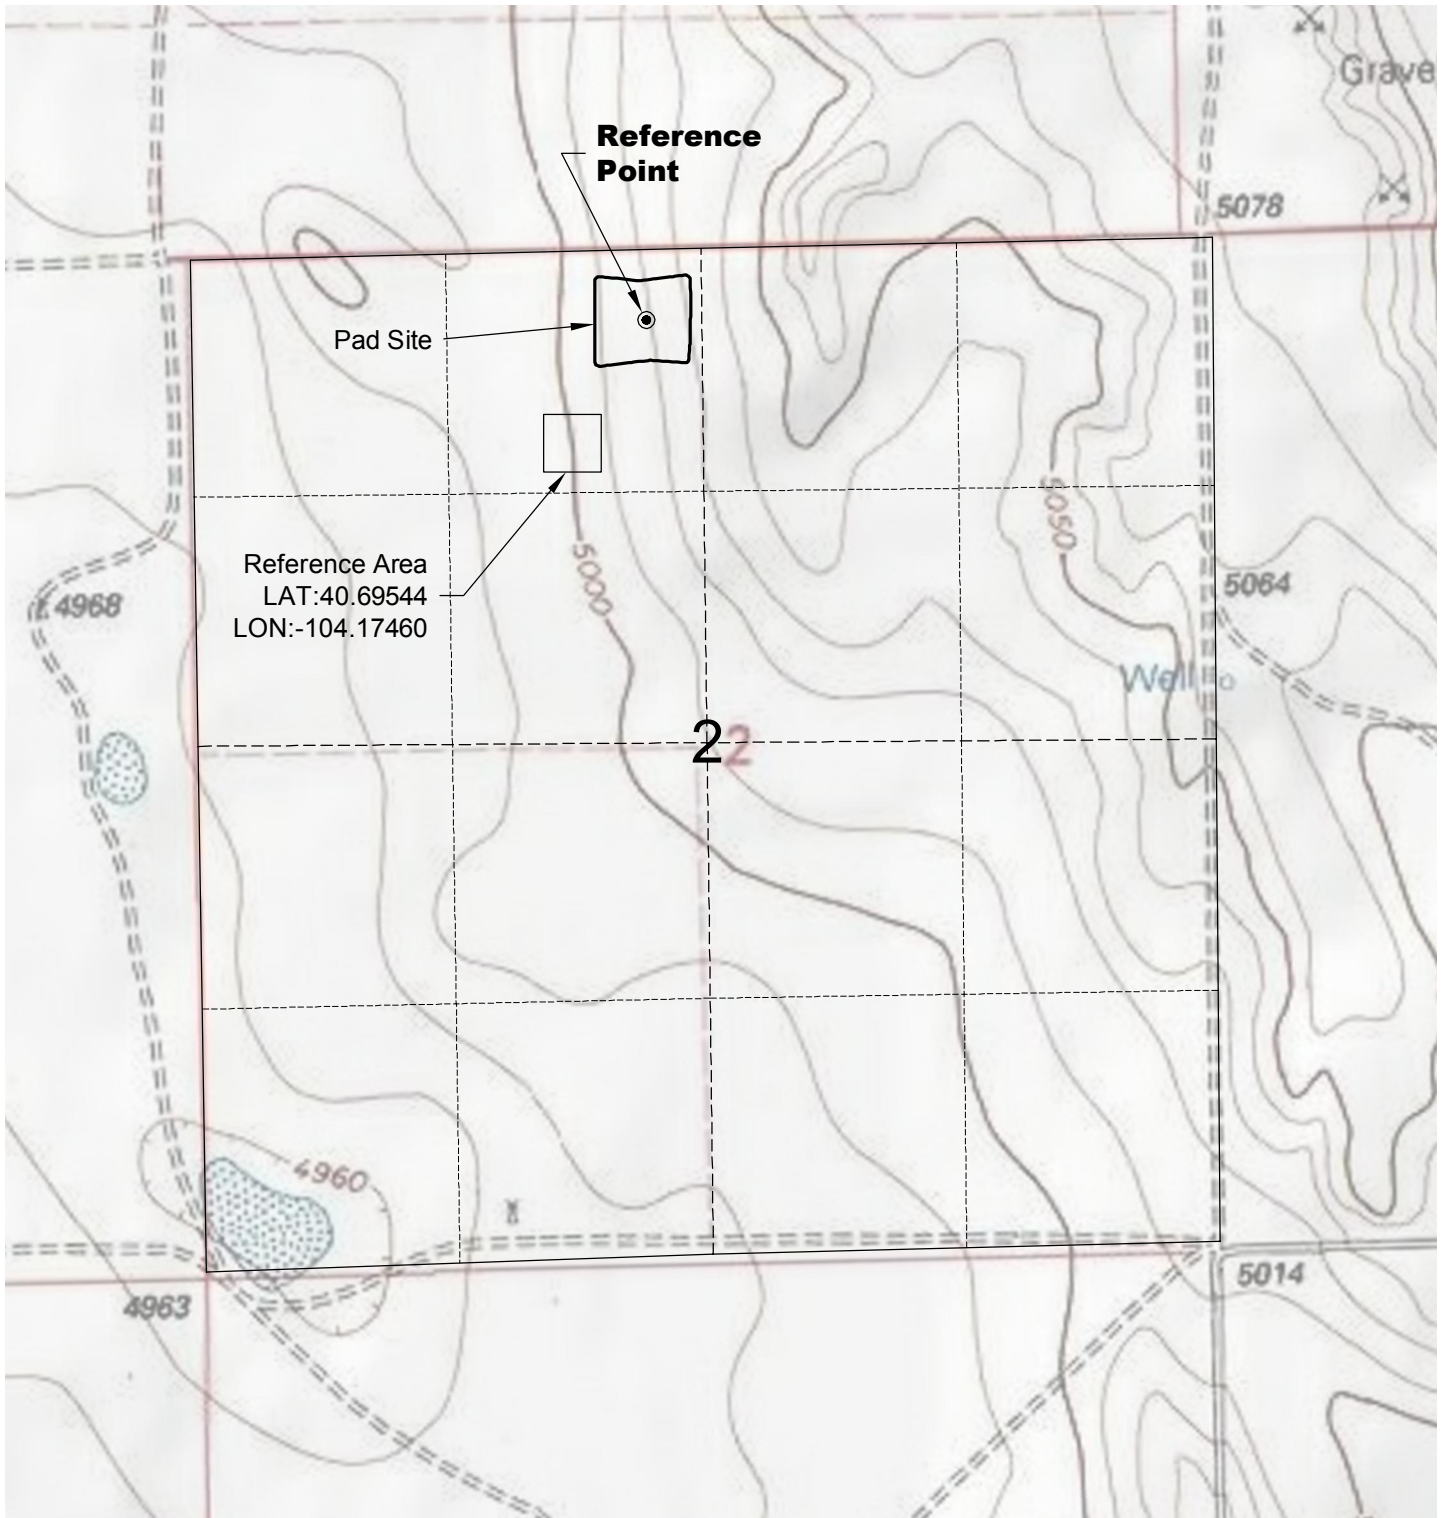 Grave
Reference
Point
5078
Pad Site
5050
5000
Reference Area
LAT:40.69544
LON:-104.17460
4968
5064
Well
2
2
4960
4963
5014